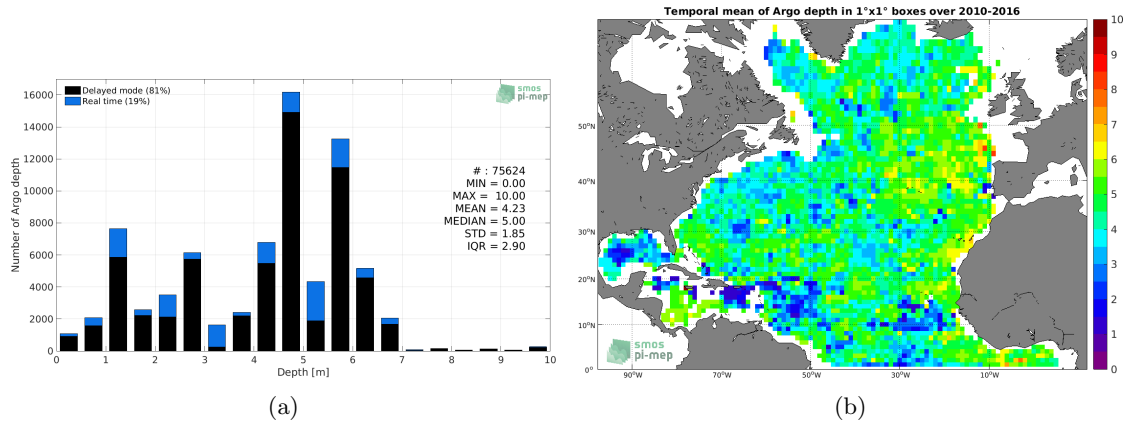 Delayed mode (81%)
Real time (19%)
smos
pi-mep
# : 75624
MIN = 0.00
MAX = 10.00
MEAN = 4.23
MEDIAN = 5.00
STD = 1.85
IQR = 2.90
Number of Argo depth
16000
14000
12000
10000
8000
6000
4000
2000
0
0 1 2 3 4 5 6 7 8 9 10
Depth [m]
(a)
Temporal mean of Argo depth in 1°x1° boxes over 2010-2016
50°N
40°N
30°N
20°N
10°N
0°
90°W 70°W 50°W 30°W 10°W
smos
pi-mep
10
9
8
7
6
5
4
3
2
1
0
(b)